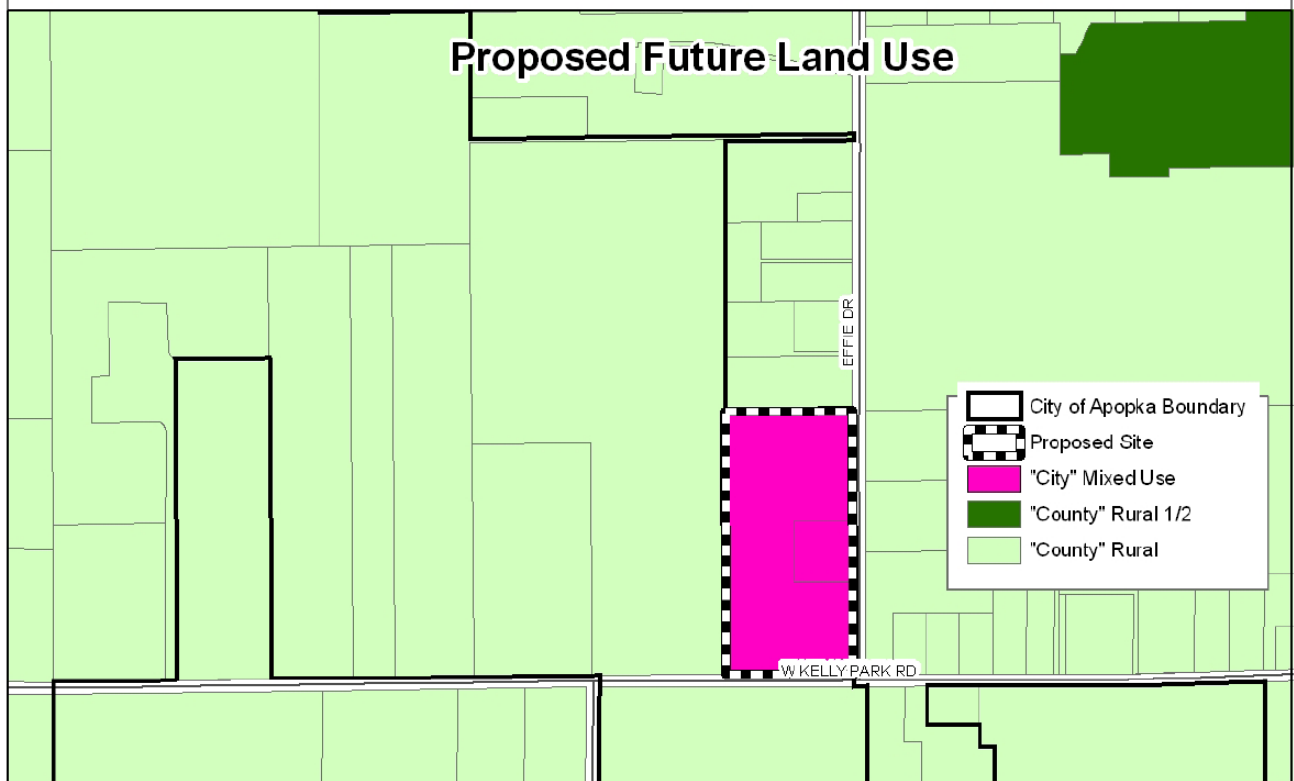 Proposed Future Land Use
EFFIE DR
City of Apopka Boundary
Proposed Site
"City" Mixed Use
"County" Rural 1/2
"County" Rural
W KELLY PARK RD